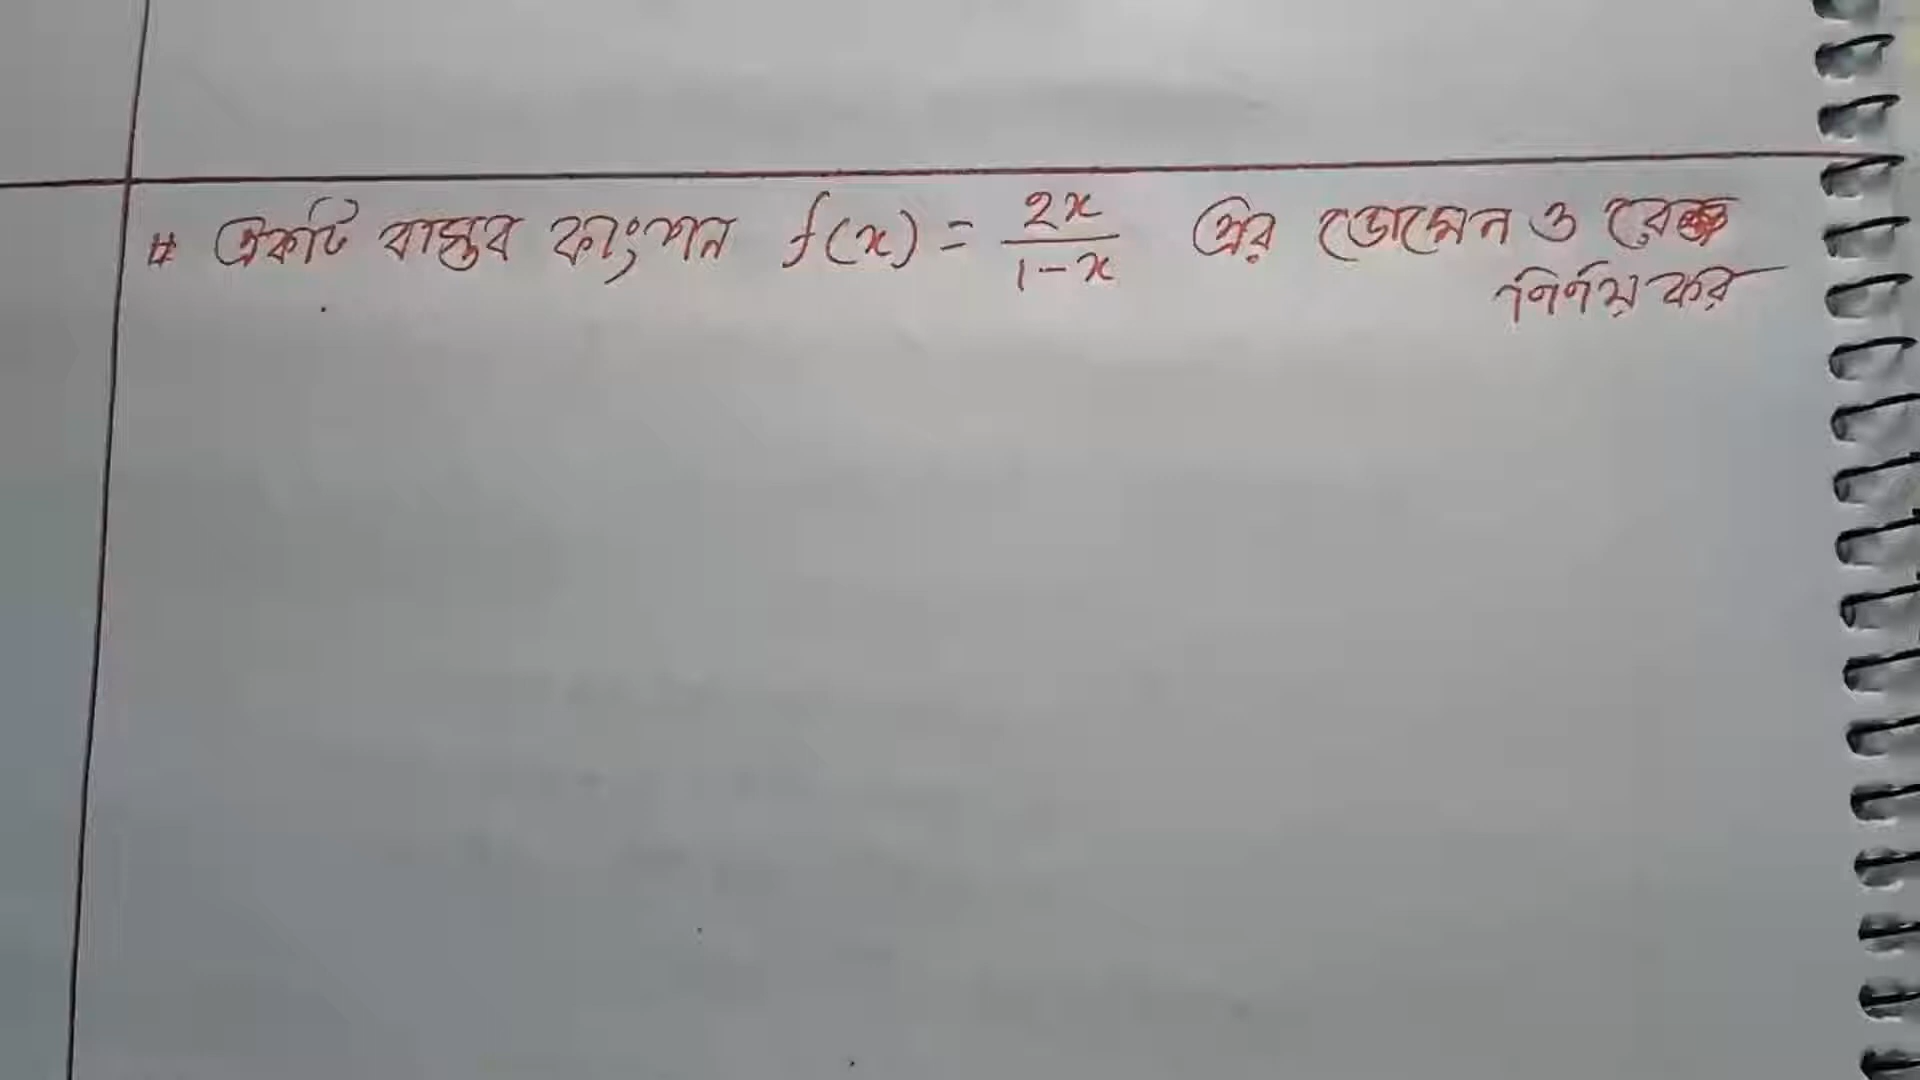 # একটি বাস্তব ফাংশন f(x) = 2x/1-x এর ডোমেন ও রেঞ্জ
নির্ণয় কর